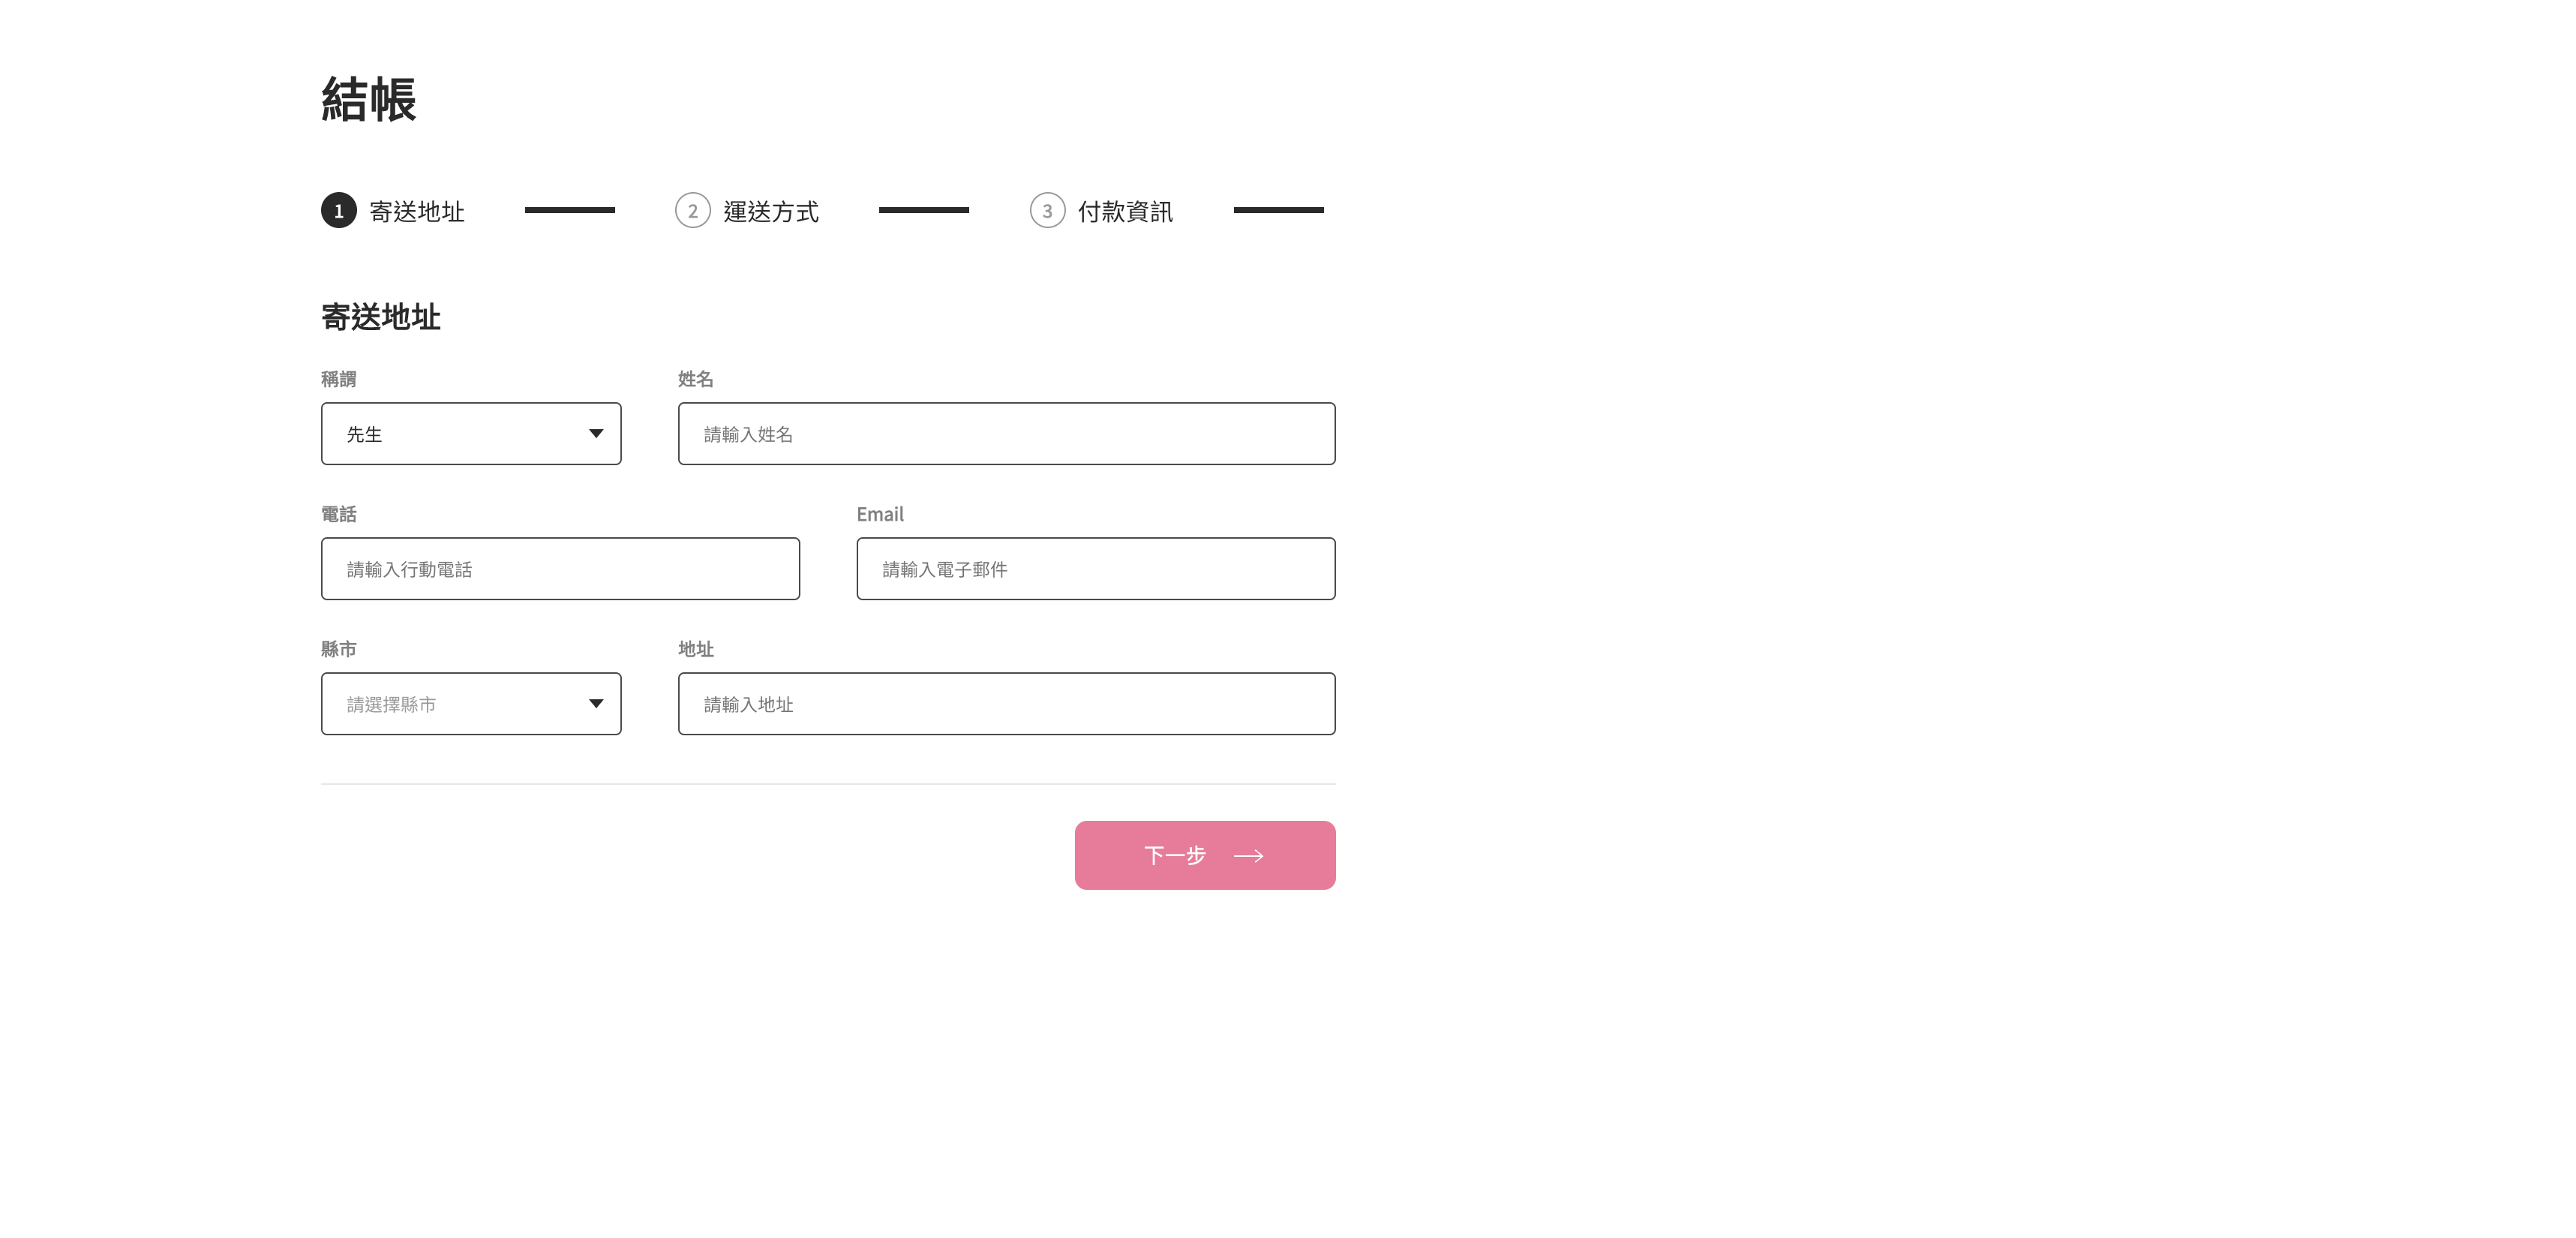 結帳
1 寄送地址 2 運送方式 3 付款資訊
寄送地址
稱謂 姓名
先生 請輸入姓名
電話 Email
請輸入行動電話 請輸入電子郵件
縣市 地址
請選擇縣市 請輸入地址
下一步